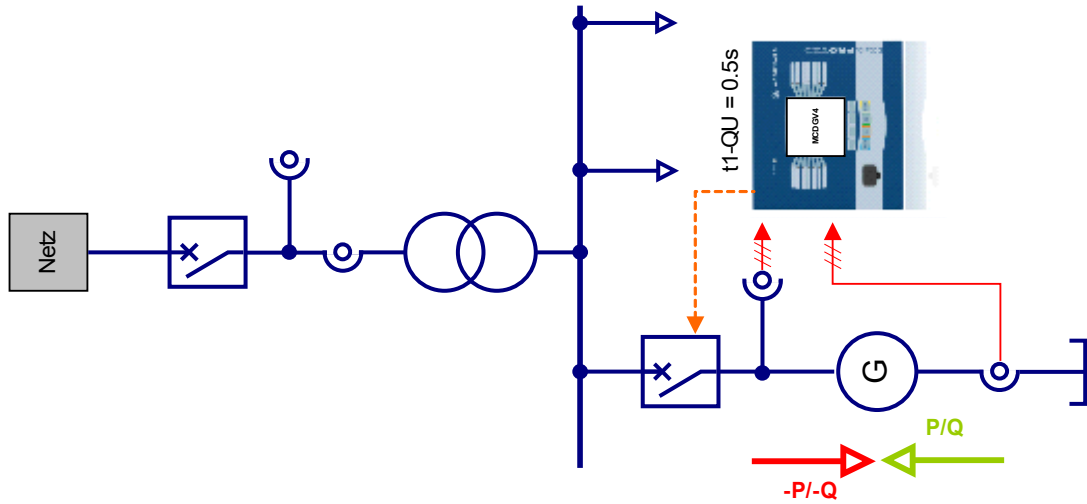 Netz
t1-QU = 0.5s
MCDGV4
G
P/Q
-P/-Q